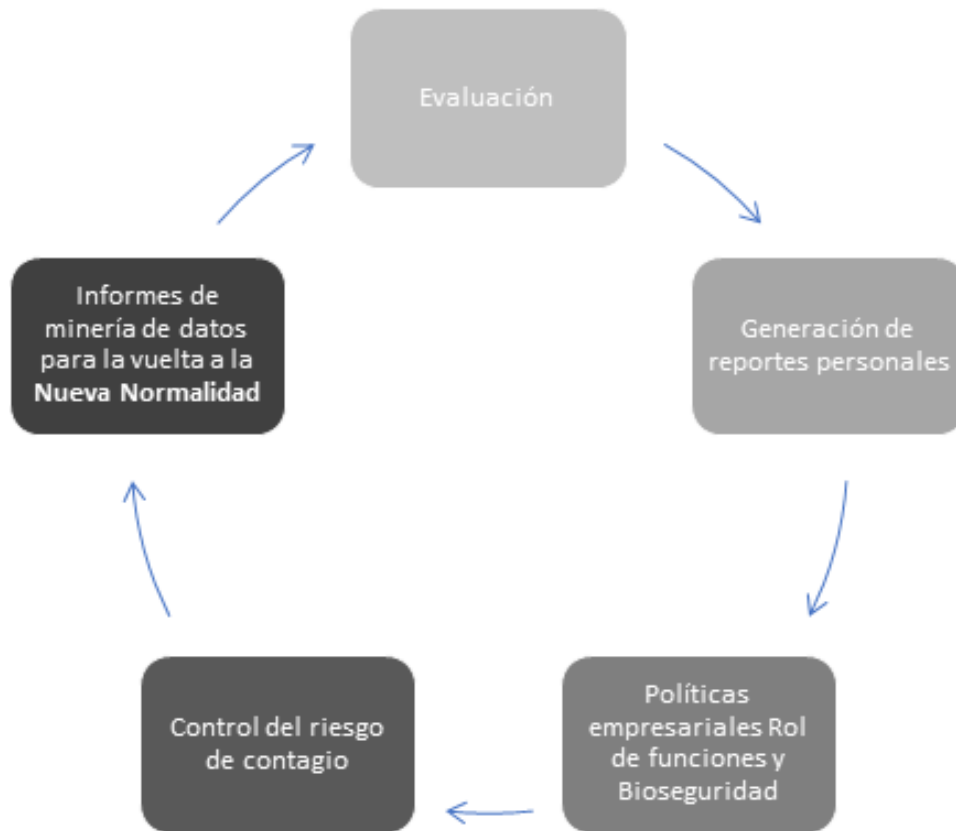 Evaluación
Generación de
reportes personales
Políticas
empresariales Rol
de funciones y
Bioseguridad
Control del riesgo
de contagio
Informes de
minería de datos
para la vuelta a la
Nueva Normalidad